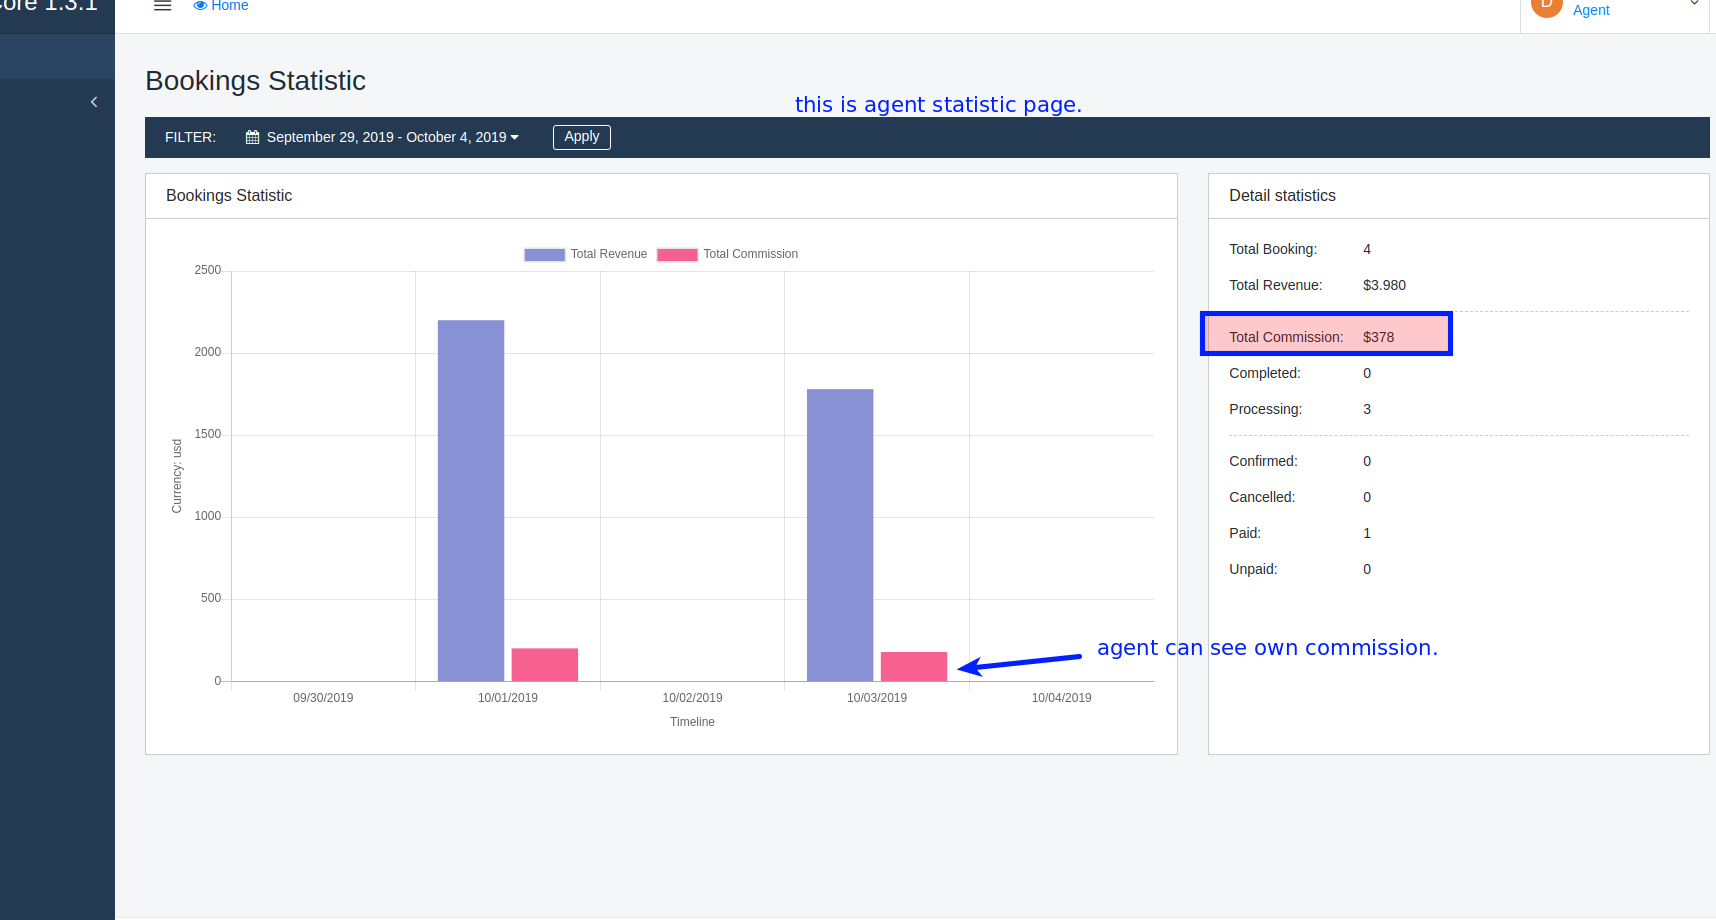 ore 1.3.1
Home
D
Agent
Bookings Statistic
this is agent statistic page.
FILTER: September 29, 2019 - October 4, 2019 Apply
Bookings Statistic
Total Revenue Total Commission
2500
2000
1500
1000
500
0
Currency: usd
09/30/2019 10/01/2019 10/02/2019 10/03/2019 10/04/2019
Timeline
Detail statistics
Total Booking: 4
Total Revenue: $3.980
Total Commission: $378
Completed: 0
Processing: 3
Confirmed: 0
Cancelled: 0
Paid: 1
Unpaid: 0
agent can see own commission.